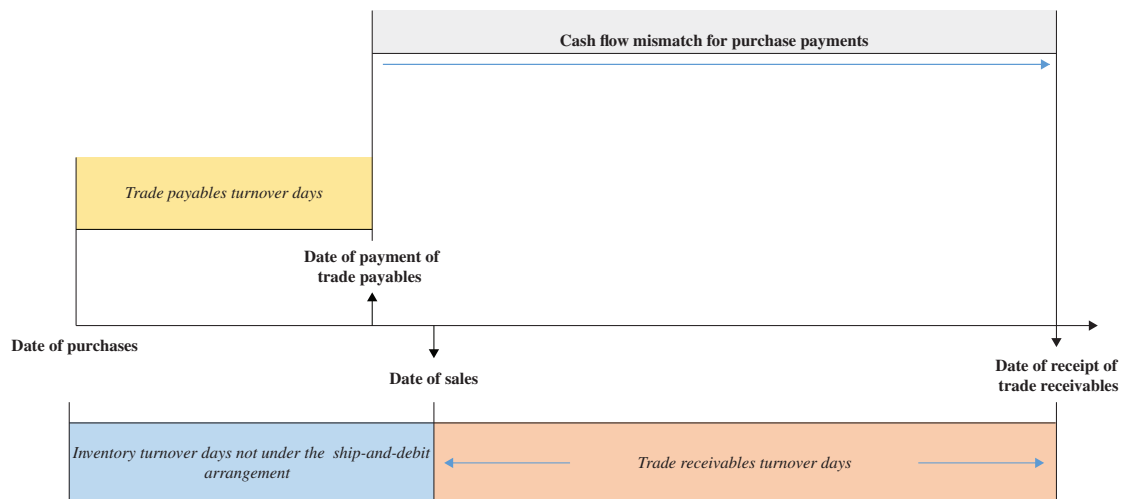 Cash flow mismatch for purchase payments
Trade payables turnover days
Date of payment of
trade payables
Date of purchases
Date of sales
Date of receipt of
trade receivables
Inventory turnover days not under the ship-and-debit
arrangement
Trade receivables turnover days